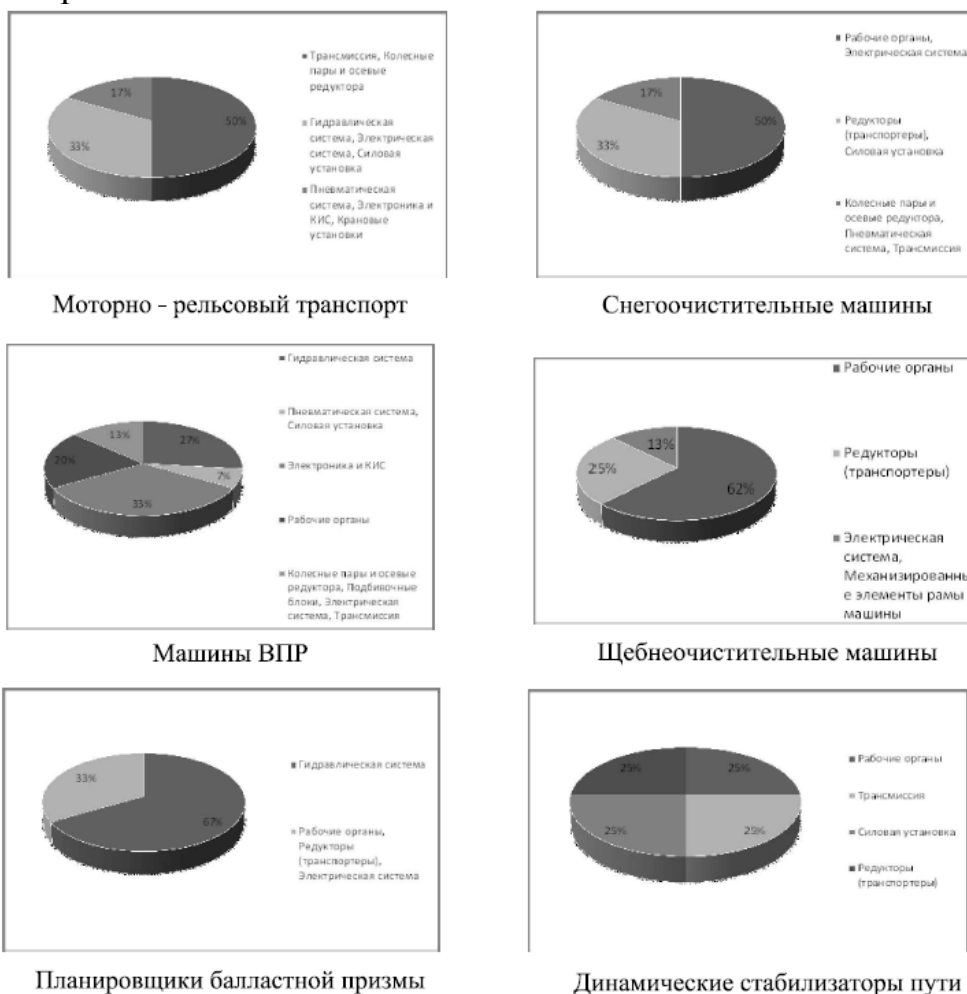 Трансмиссия, Колесные
пары и осевые
редуктора
Гидравлическая
система, Электрическая
система, Силовая
установка
Пневматическая
система, Электроника и
КИС, Крановые
установки
17%
50%
33%
Моторно - рельсовый транспорт
Рабочие органы,
Электрическая система
Редукторы
(транспортеры),
Силовая установка
Колесные пары и
осевые редуктора,
Пневматическая
система, Трансмиссия
17%
50%
33%
Снегоочистительные машины
Гидравлическая система
Пневматическая система,
Силовая установка
Электроника и КИС
Рабочие органы
Колесные пары и осевые
редуктора, Подбивочные
блоки, Электрическая
система, Трансмиссия
13%
27%
20%
7%
33%
Машины ВПР
Рабочие органы
Редукторы
(транспортеры)
Электрическая
система,
Механизированны
е элементы рамы
машины
13%
25%
62%
Щебнеочистительные машины
Гидравлическая система
Рабочие органы,
Редукторы
(транспортеры),
Электрическая система
33%
67%
Планировщики балластной призмы
Рабочие органы
Трансмиссия
Силовая установка
Редукторы
(транспортеры)
25%
25%
25%
25%
Динамические стабилизаторы пути